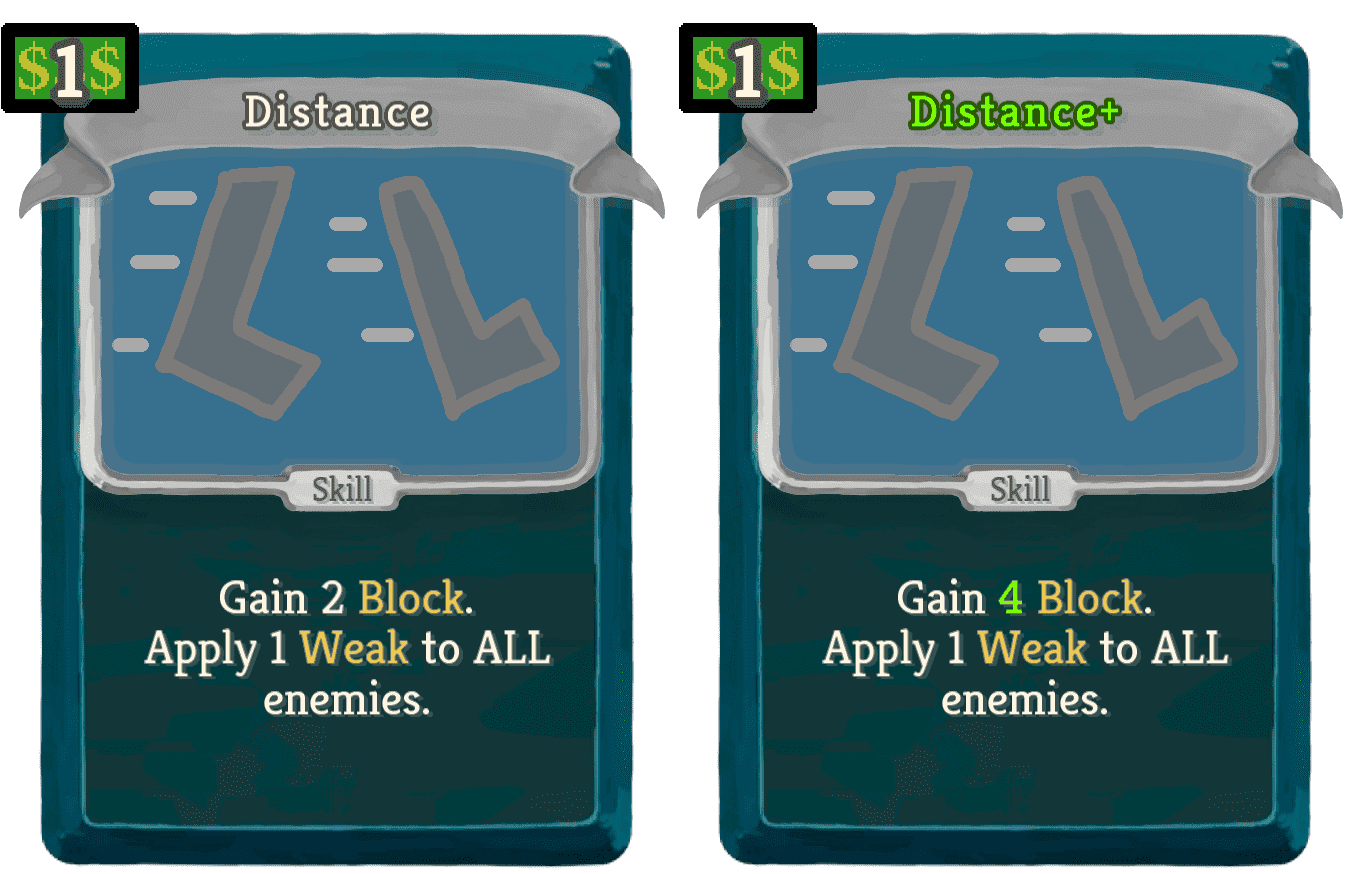 $1$
Distance
Skill
Gain 2 Block.
Apply 1 Weak to ALL
enemies.
$1$
Distance+
Skill
Gain 4 Block.
Apply 1 Weak to ALL
enemies.